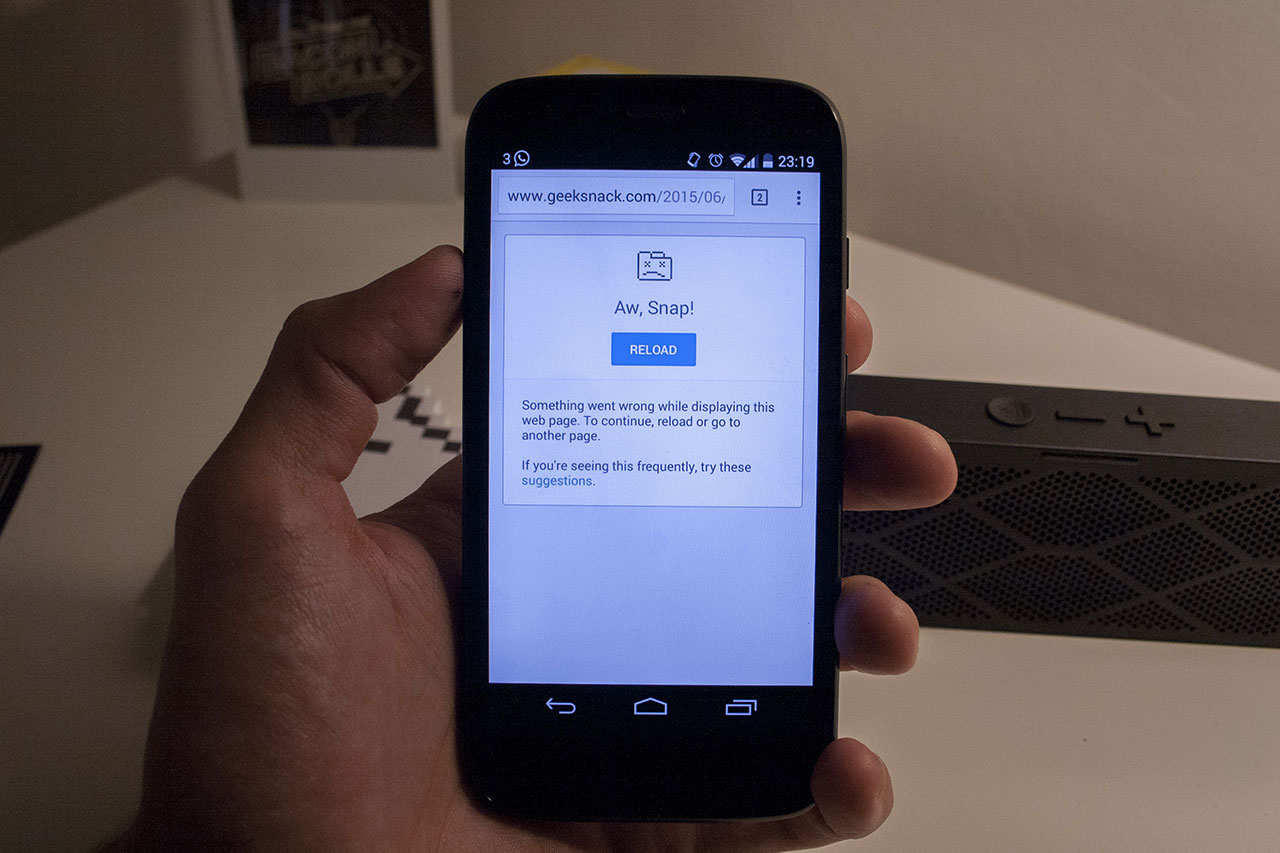 3
23:19
www.geeksnack.com/2015/06/
2
Aw, Snap!
RELOAD
Something went wrong while displaying this
web page. To continue, reload or go to
another page.
If you're seeing this frequently, try these
suggestions.